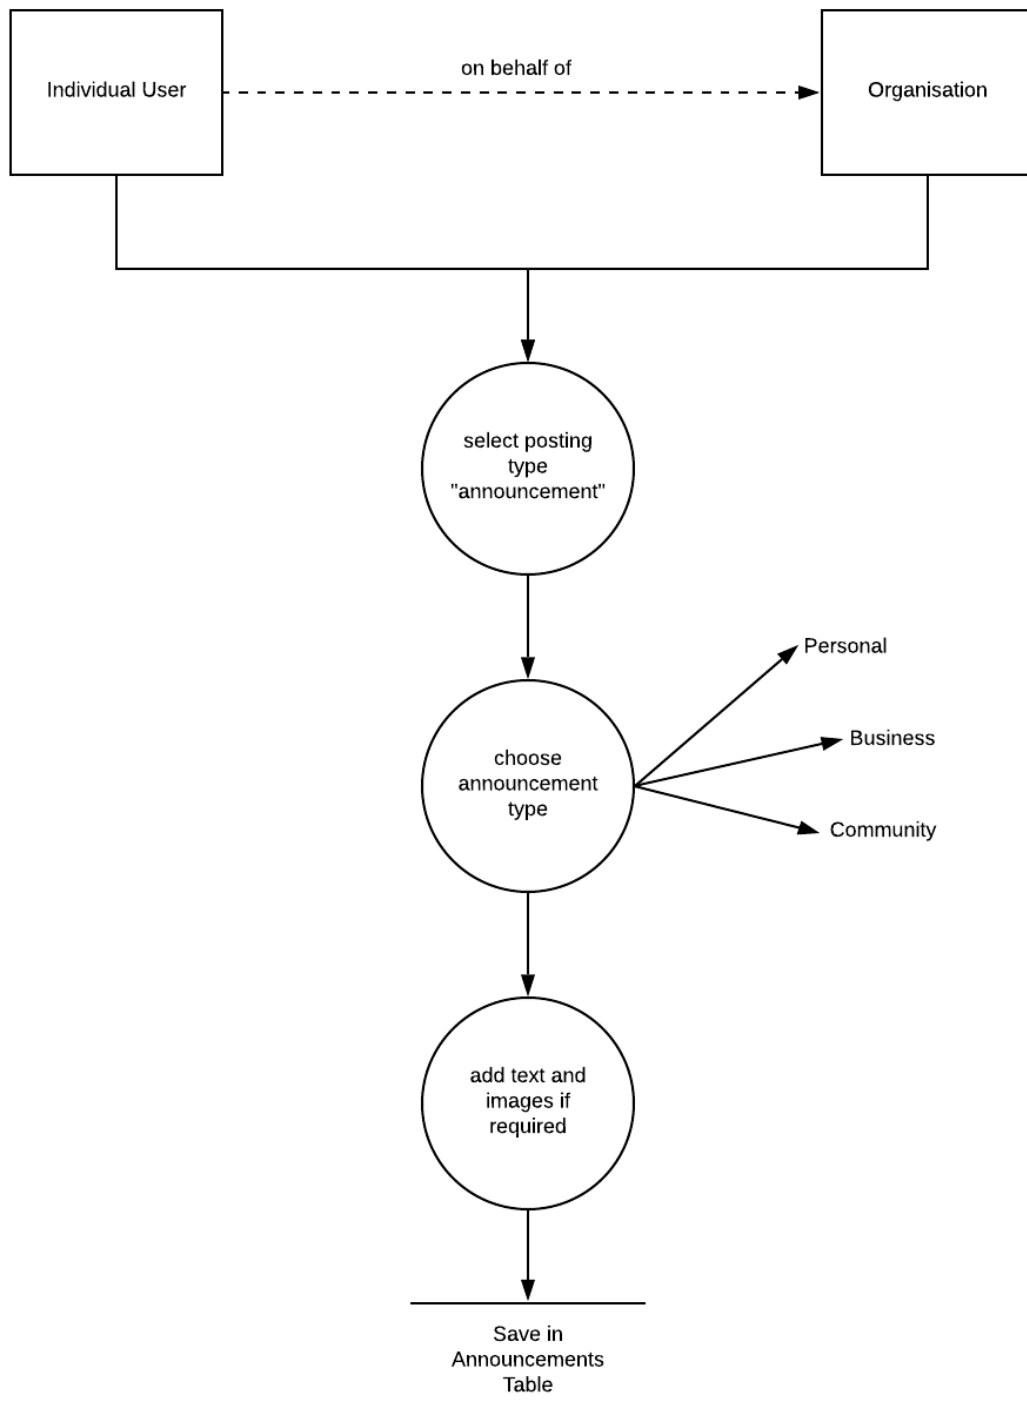 Individual User
on behalf of
Organisation
select posting
type
"announcement"
choose
announcement
type
Personal
Business
Community
add text and
images if
required
Save in
Announcements
Table